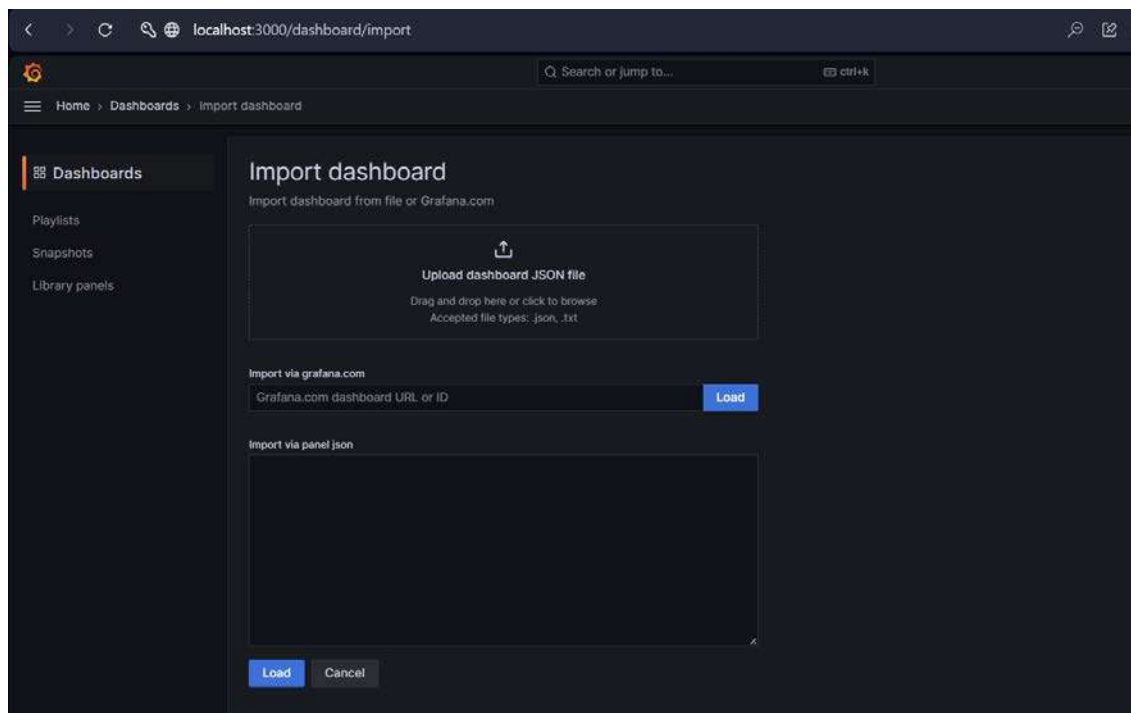 localhost:3000/dashboard/import
Search or jump to... ctrl+k
Home › Dashboards › Import dashboard
Dashboards
Playlists
Snapshots
Library panels
Import dashboard
Import dashboard from file or Grafana.com
Upload dashboard JSON file
Drag and drop here or click to browse
Accepted file types: .json, .txt
Import via grafana.com
Grafana.com dashboard URL or ID Load
Import via panel json
Load Cancel